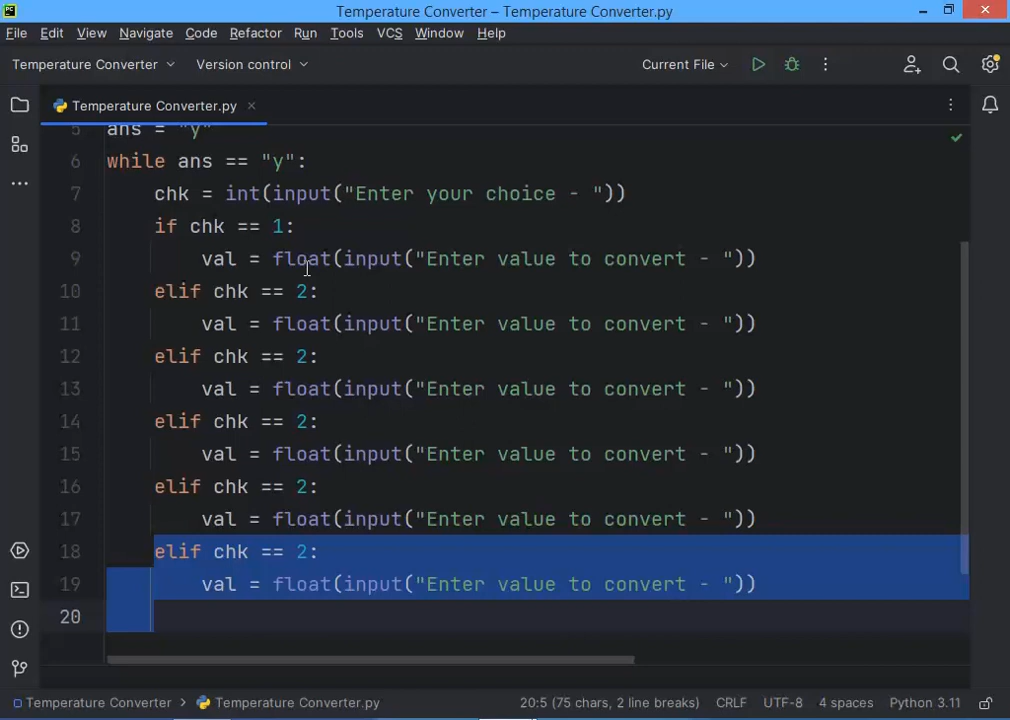 Temperature Converter – Temperature Converter.py
File Edit View Navigate Code Refactor Run Tools VCS Window Help
Temperature Converter Version control Current File
Temperature Converter.py
5 ans = "y"
6 while ans == "y":
7 chk = int(input("Enter your choice - "))
8 if chk == 1:
9 val = float(input("Enter value to convert - "))
10 elif chk == 2:
11 val = float(input("Enter value to convert - "))
12 elif chk == 2:
13 val = float(input("Enter value to convert - "))
14 elif chk == 2:
15 val = float(input("Enter value to convert - "))
16 elif chk == 2:
17 val = float(input("Enter value to convert - "))
18 elif chk == 2:
19 val = float(input("Enter value to convert - "))
20
Temperature Converter > Temperature Converter.py 20:5 (75 chars, 2 line breaks) CRLF UTF-8 4 spaces Python 3.11